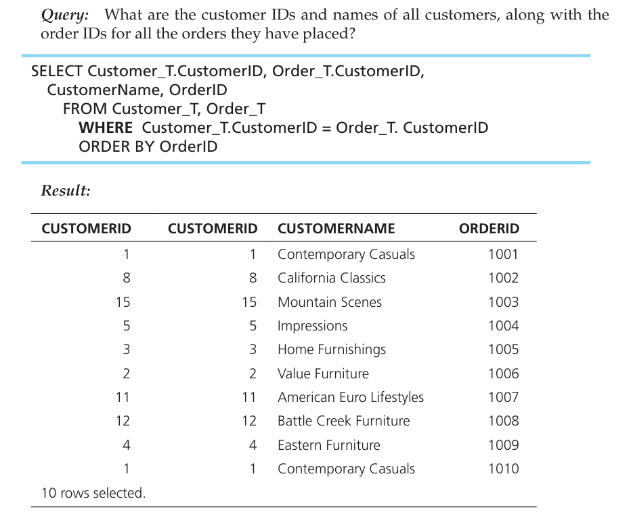 Query: What are the customer IDs and names of all customers, along with the
order IDs for all the orders they have placed?
SELECT Customer_T.CustomerID, Order_T.CustomerID,
CustomerName, OrderID
FROM Customer_T, Order_T
WHERE Customer_T.CustomerID = Order_T. CustomerID
ORDER BY OrderID
Result:
CUSTOMERID CUSTOMERID CUSTOMERNAME ORDERID
1 1 Contemporary Casuals 1001
8 8 California Classics 1002
15 15 Mountain Scenes 1003
5 5 Impressions 1004
3 3 Home Furnishings 1005
2 2 Value Furniture 1006
11 11 American Euro Lifestyles 1007
12 12 Battle Creek Furniture 1008
4 4 Eastern Furniture 1009
1 1 Contemporary Casuals 1010
10 rows selected.